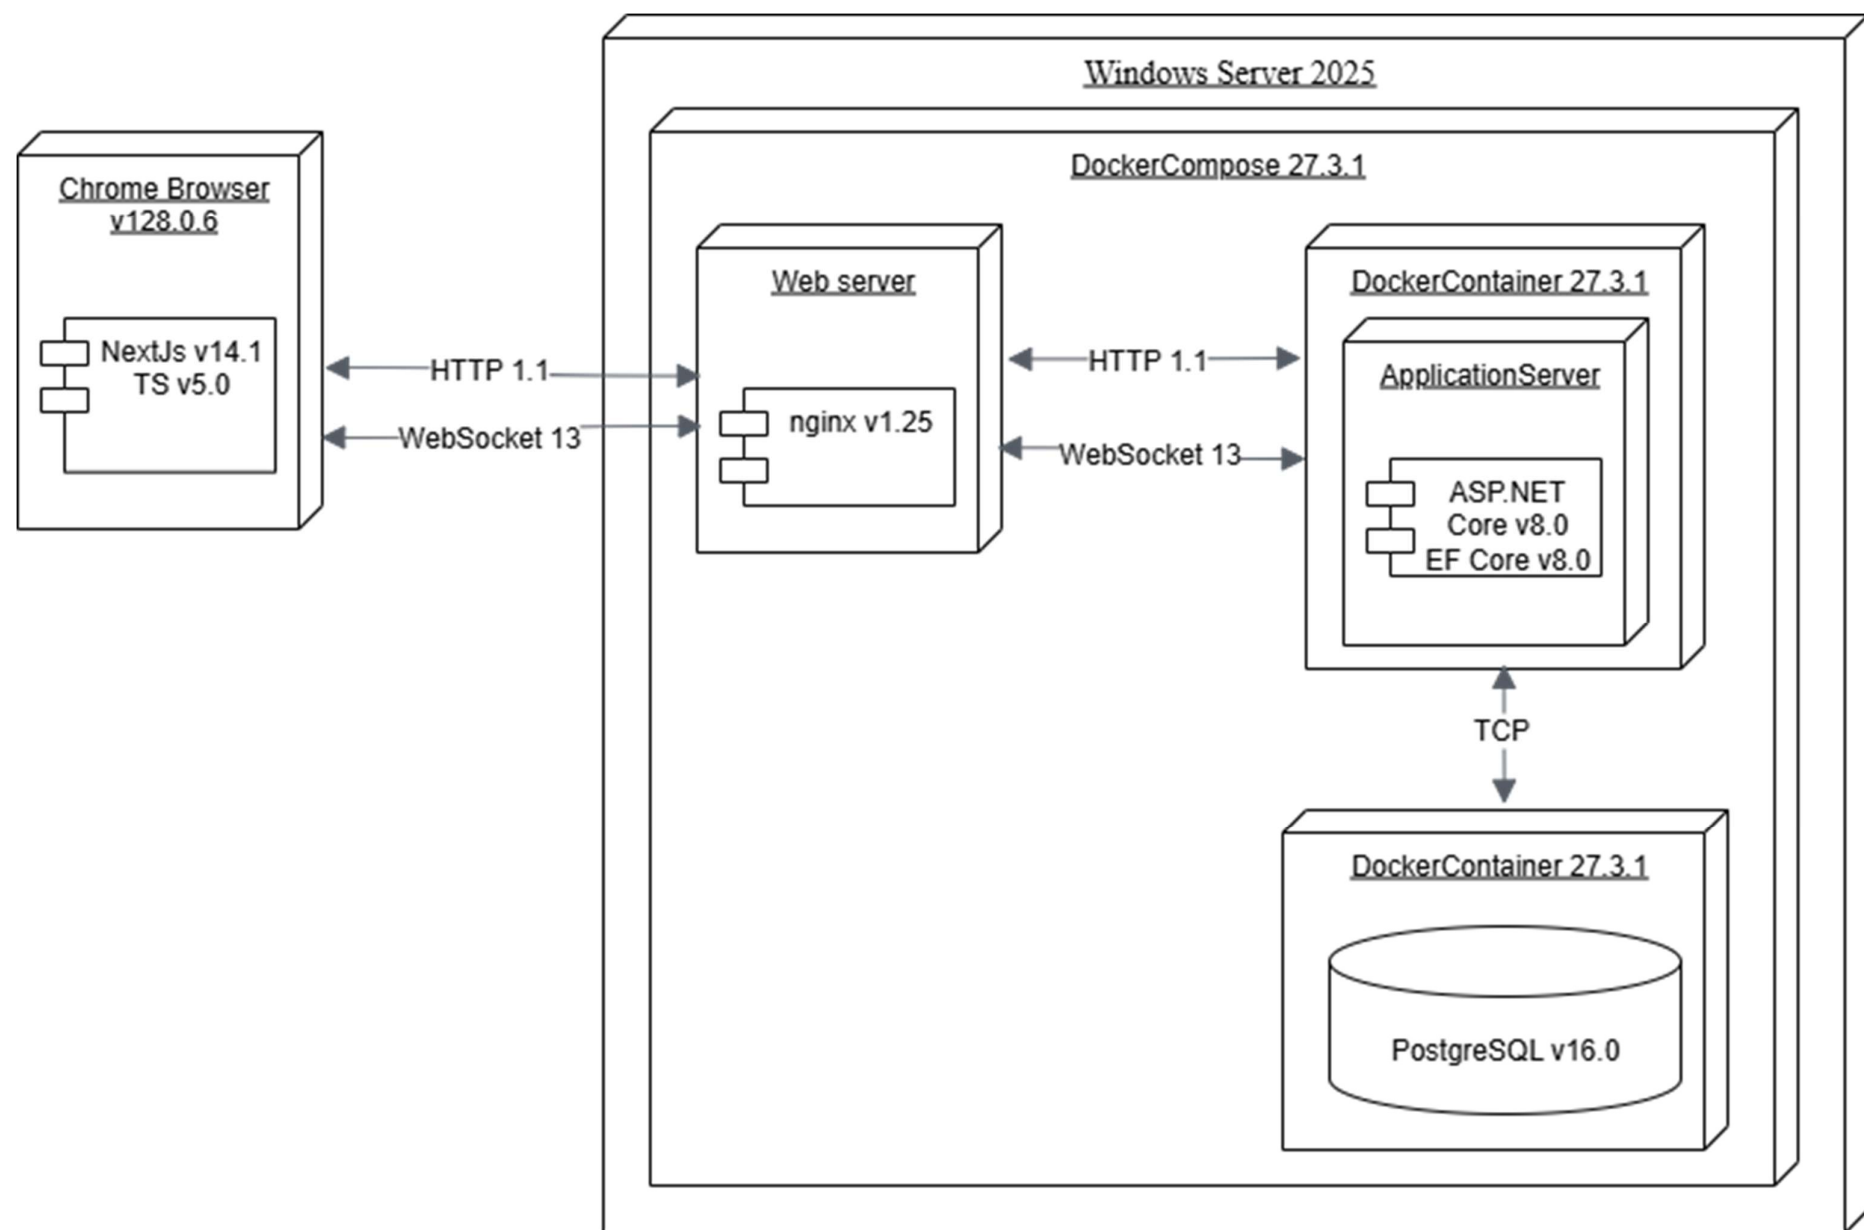 Windows Server 2025
DockerCompose 27.3.1
Chrome Browser
v128.0.6
NextJs v14.1
TS v5.0
HTTP 1.1
WebSocket 13
Web server
nginx v1.25
HTTP 1.1
WebSocket 13
DockerContainer 27.3.1
ApplicationServer
ASP.NET
Core v8.0
EF Core v8.0
TCP
DockerContainer 27.3.1
PostgreSQL v16.0